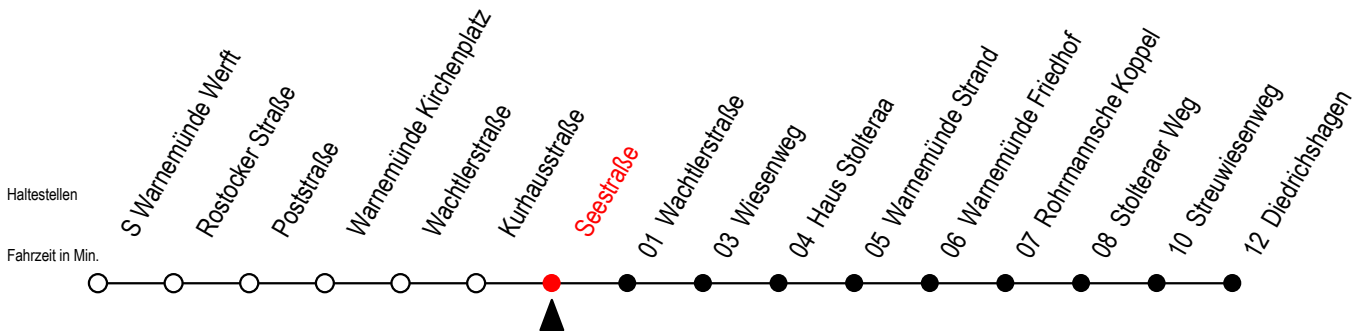 Haltestellen
Fahrzeit in Min.
S Warnemünde Werft
Rostocker Straße
Poststraße
Warnemünde Kirchenplatz
Wachtlerstraße
Kurhausstraße
Seestraße
01 Wachtlerstraße
03 Wiesenweg
04 Haus Stolteraa
05 Warnemünde Strand
06 Warnemünde Friedhof
07 Rohrmannsche Koppel
08 Stolteraer Weg
10 Streuwiesenweg
12 Diedrichshagen